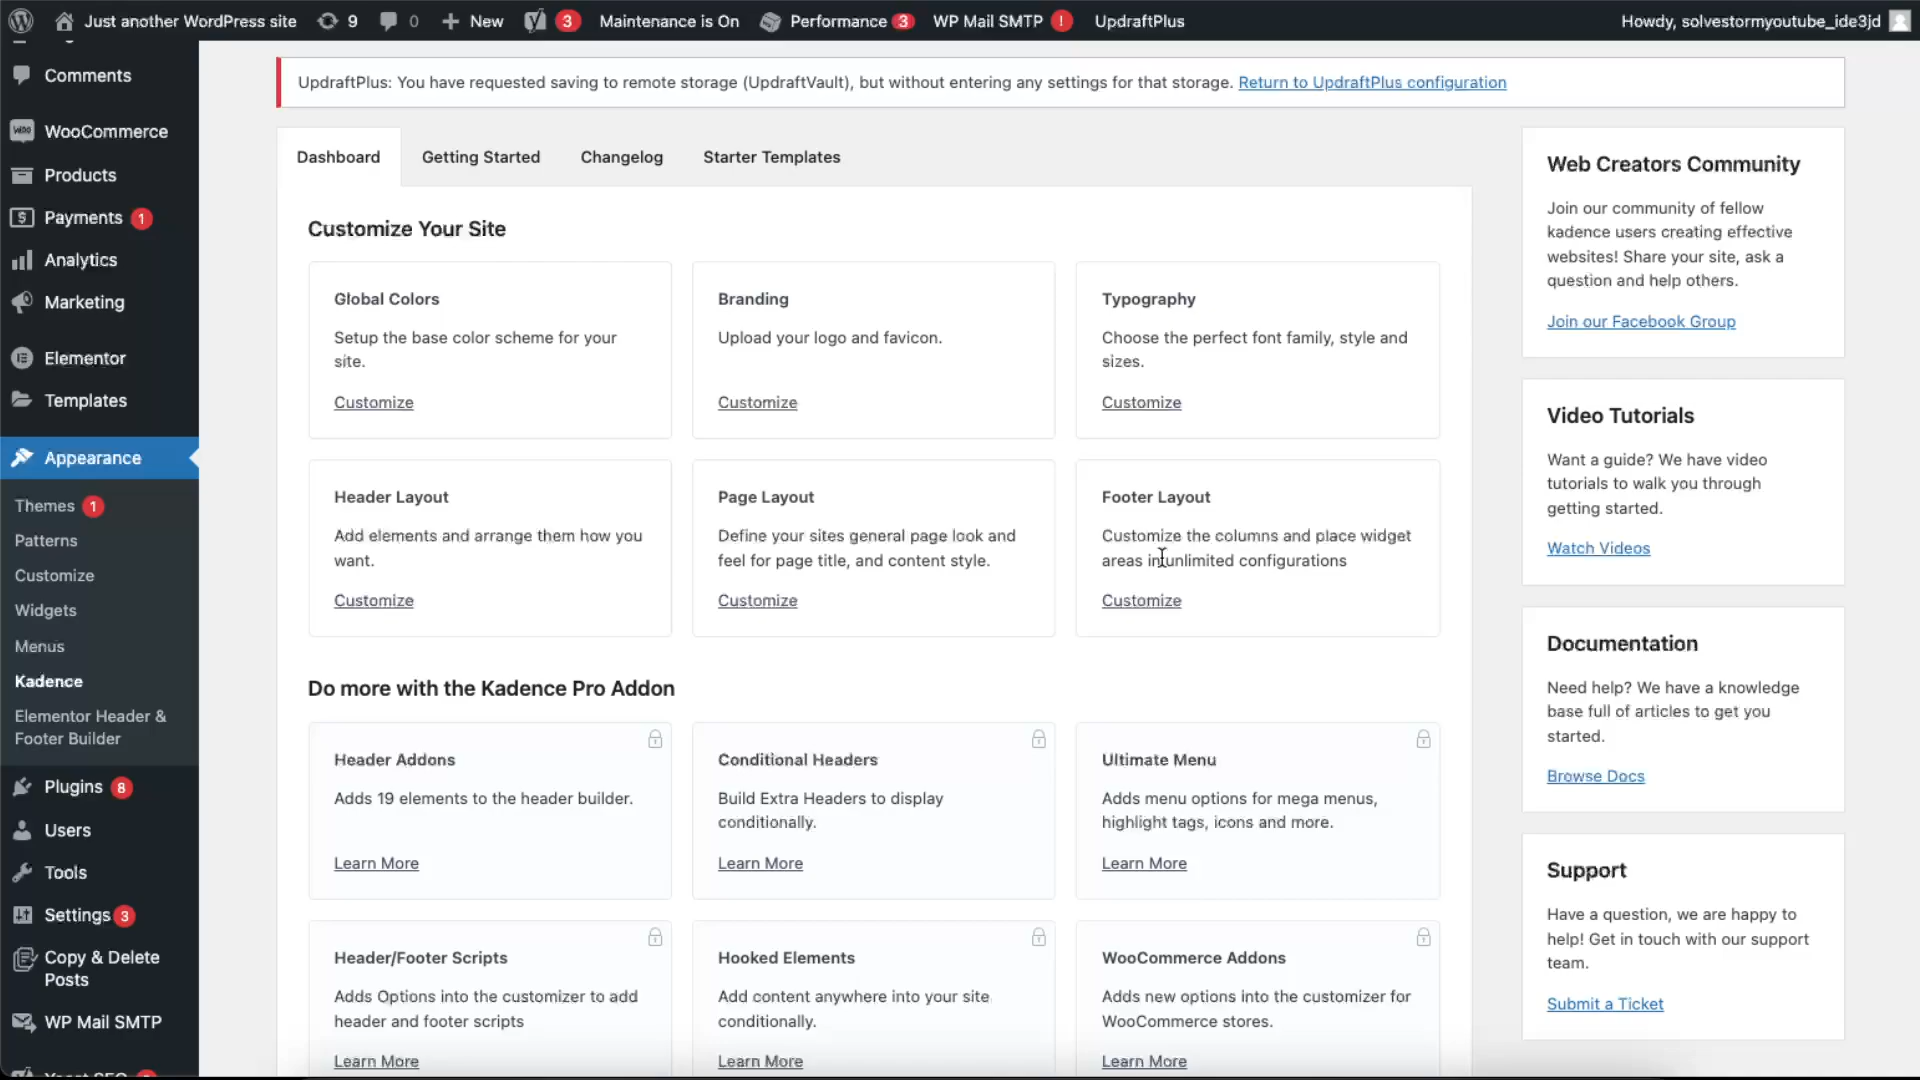 Just another WordPress site 9 0 New 3 Maintenance is On Performance 3 WP Mail SMTP ! UpdraftPlus Howdy, solvestormyoutube_ide3jd
Comments
WooCommerce
Products
Payments 1
Analytics
Marketing
Elementor
Templates
Appearance
Themes 1
Patterns
Customize
Widgets
Menus
Kadence
Elementor Header &
Footer Builder
Plugins 8
Users
Tools
Settings 3
Copy & Delete
Posts
WP Mail SMTP
UpdraftPlus: You have requested saving to remote storage (UpdraftVault), but without entering any settings for that storage. Return to UpdraftPlus configuration
Dashboard Getting Started Changelog Starter Templates
Customize Your Site
Global Colors
Setup the base color scheme for your
site.
Customize
Branding
Upload your logo and favicon.
Customize
Typography
Choose the perfect font family, style and
sizes.
Customize
Header Layout
Add elements and arrange them how you
want.
Customize
Page Layout
Define your sites general page look and
feel for page title, and content style.
Customize
Footer Layout
Customize the columns and place widget
areas in unlimited configurations
Customize
Do more with the Kadence Pro Addon
Header Addons
Adds 19 elements to the header builder.
Learn More
Conditional Headers
Build Extra Headers to display
conditionally.
Learn More
Ultimate Menu
Adds menu options for mega menus,
highlight tags, icons and more.
Learn More
Header/Footer Scripts
Adds Options into the customizer to add
header and footer scripts
Learn More
Hooked Elements
Add content anywhere into your site
conditionally.
Learn More
WooCommerce Addons
Adds new options into the customizer for
WooCommerce stores.
Learn More
Web Creators Community
Join our community of fellow
kadence users creating effective
websites! Share your site, ask a
question and help others.
Join our Facebook Group
Video Tutorials
Want a guide? We have video
tutorials to walk you through
getting started.
Watch Videos
Documentation
Need help? We have a knowledge
base full of articles to get you
started.
Browse Docs
Support
Have a question, we are happy to
help! Get in touch with our support
team.
Submit a Ticket